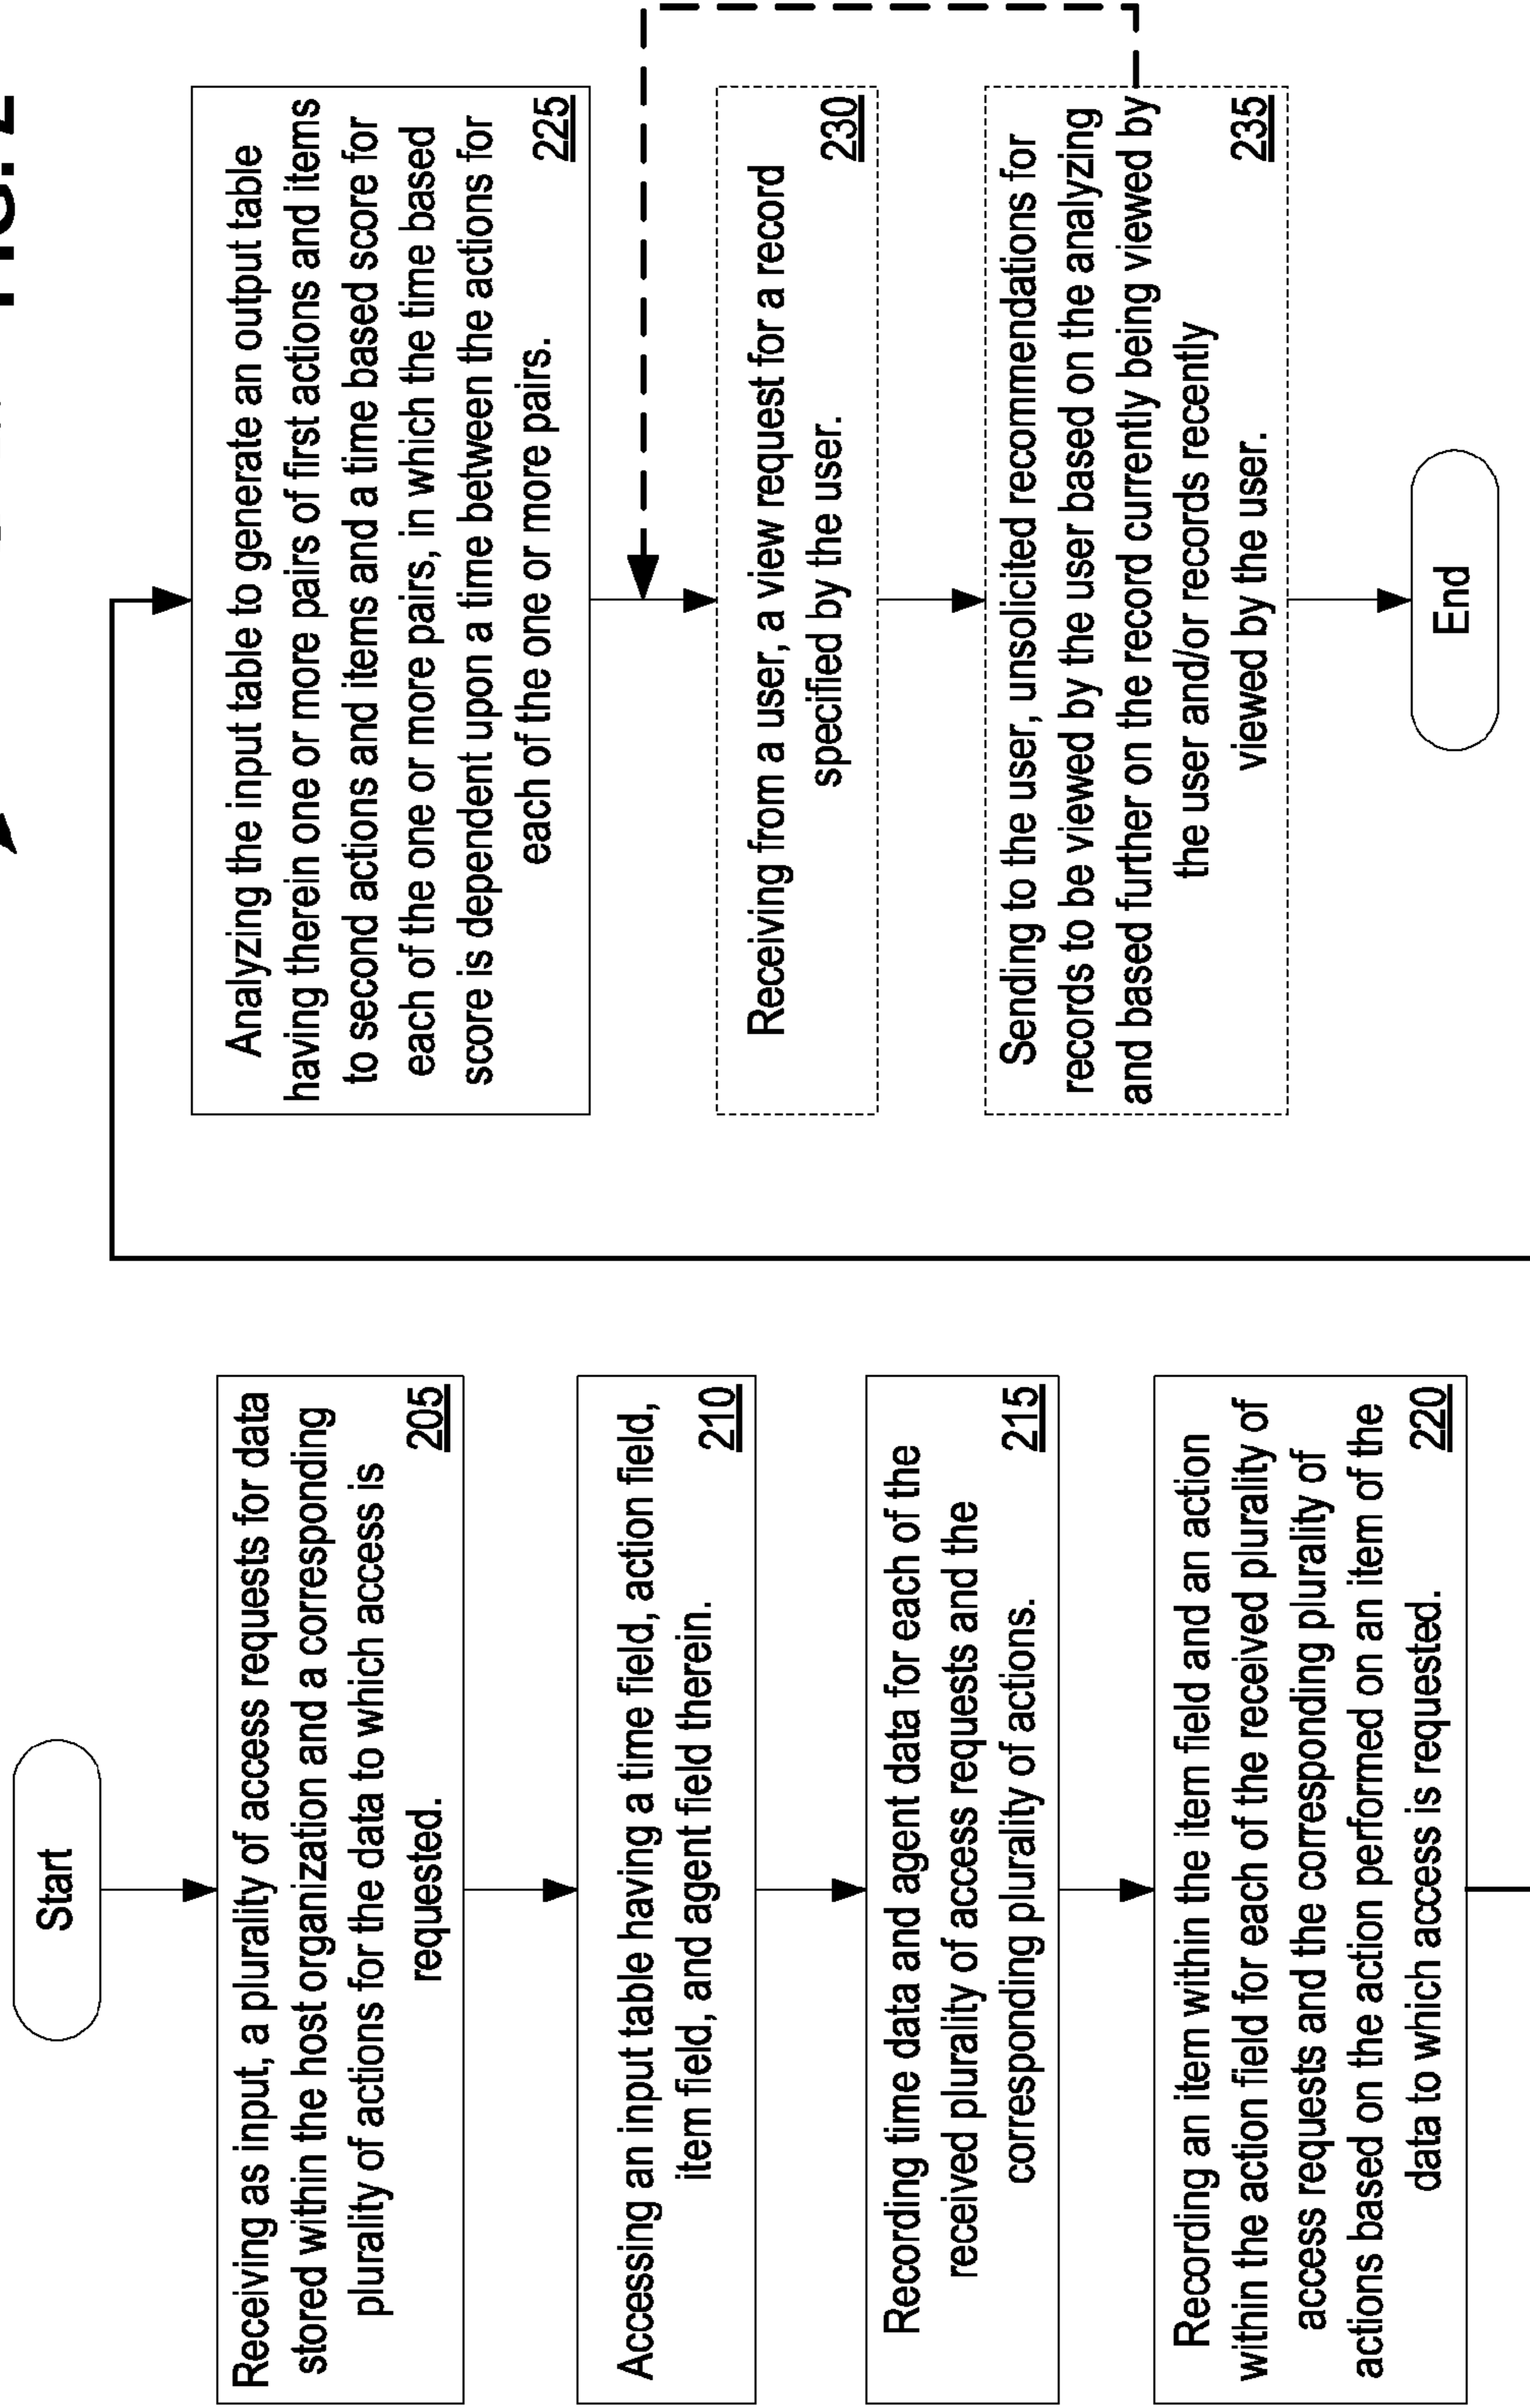 FIG. 2
Start
Receiving as input, a plurality of access requests for data
stored within the host organization and a corresponding
plurality of actions for the data to which access is
requested.
205
Accessing an input table having a time field, action field,
item field, and agent field therein.
210
Recording time data and agent data for each of the
received plurality of access requests and the
corresponding plurality of actions.
215
Recording an item within the item field and an action
within the action field for each of the received plurality of
access requests and the corresponding plurality of
actions based on the action performed on an item of the
data to which access is requested.
220
Analyzing the input table to generate an output table
having therein one or more pairs of first actions and items
to second actions and items and a time based score for
each of the one or more pairs, in which the time based
score is dependent upon a time between the actions for
each of the one or more pairs.
225
Receiving from a user, a view request for a record
specified by the user.
230
Sending to the user, unsolicited recommendations for
records to be viewed by the user based on the analyzing
and based further on the record currently being viewed by
the user and/or records recently
viewed by the user.
235
End